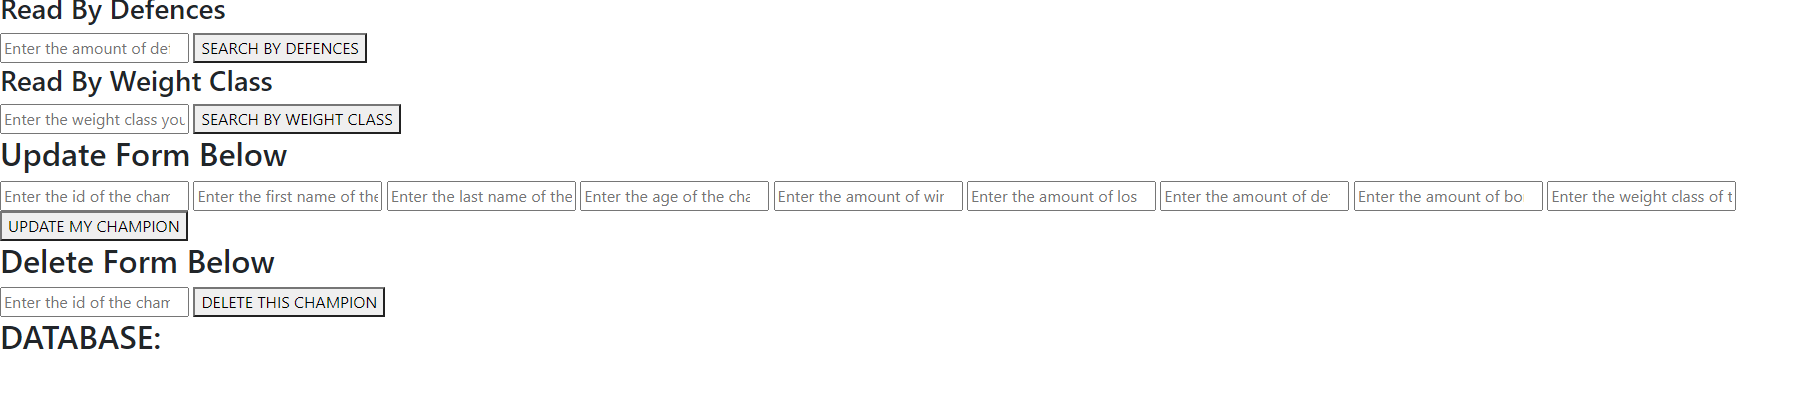 Read By Defences
Enter the amount of de
SEARCH BY DEFENCES
Read By Weight Class
Enter the weight class you
SEARCH BY WEIGHT CLASS
Update Form Below
Enter the id of the cham
Enter the first name of the
Enter the last name of the
Enter the age of the cha
Enter the amount of win
Enter the amount of los
Enter the amount of de
Enter the amount of bo
Enter the weight class of t
UPDATE MY CHAMPION
Delete Form Below
Enter the id of the cham
DELETE THIS CHAMPION
DATABASE: